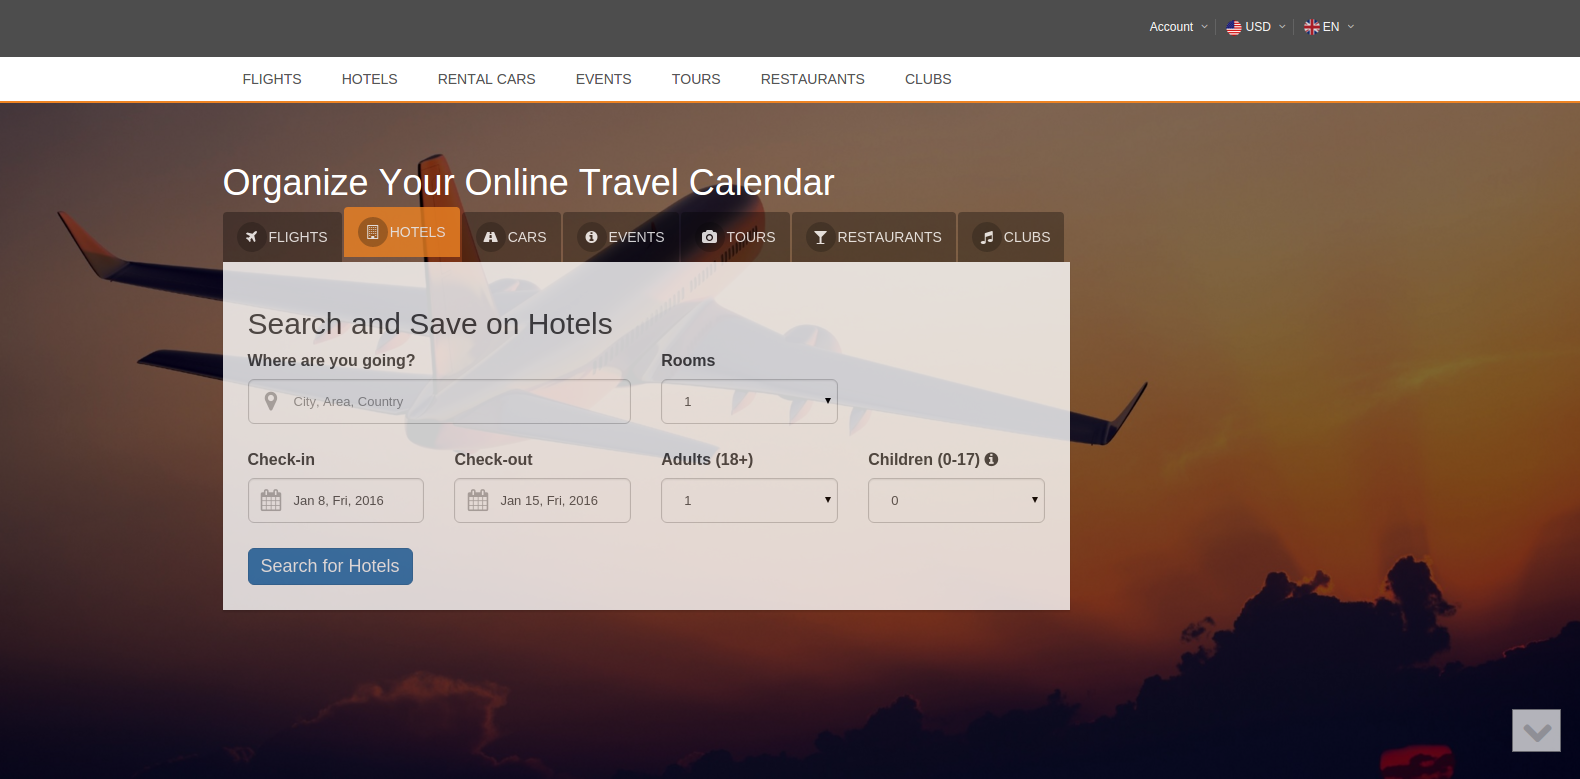 Account USD EN
FLIGHTS HOTELS RENTAL CARS EVENTS TOURS RESTAURANTS CLUBS
Organize Your Online Travel Calendar
FLIGHTS HOTELS CARS EVENTS TOURS RESTAURANTS CLUBS
Search and Save on Hotels
Where are you going? Rooms
City, Area, Country 1
Check-in Check-out Adults (18+) Children (0-17)
Jan 8, Fri, 2016 Jan 15, Fri, 2016 1 0
Search for Hotels